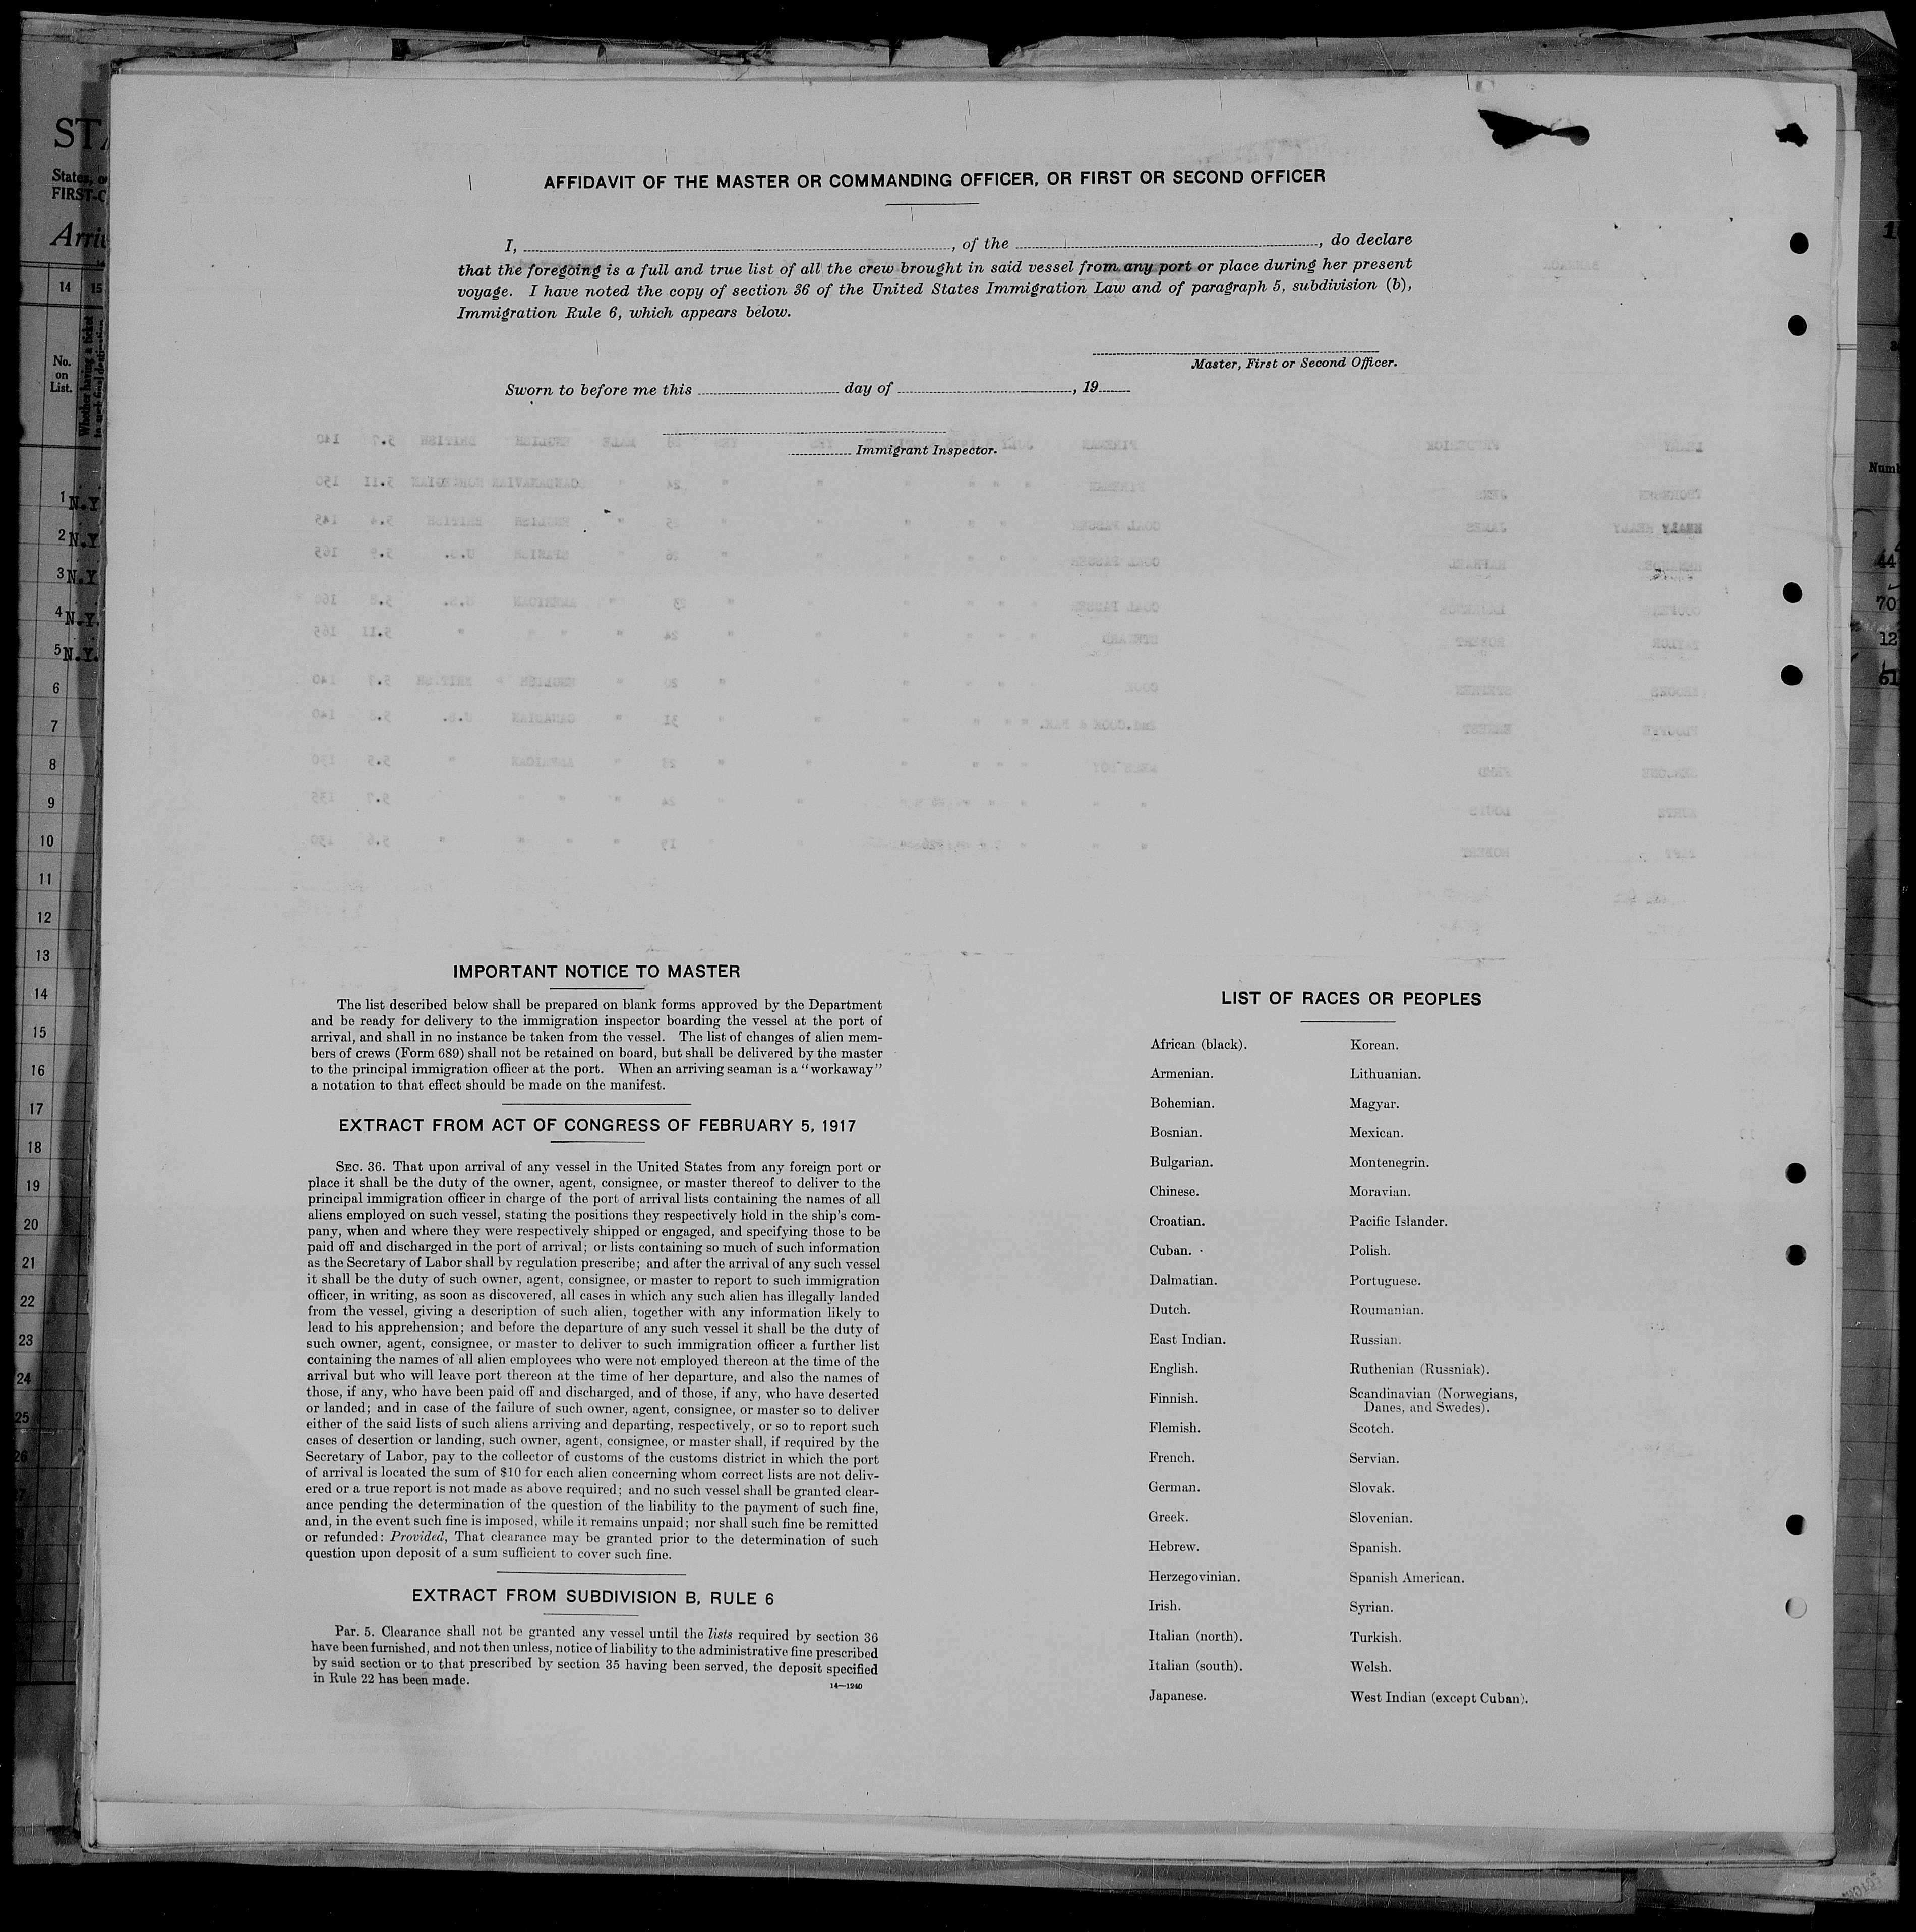 AFFIDAVIT OF THE MASTER OR COMMANDING OFFICER, OR FIRST OR SECOND OFFICER
I, , of the , do declare
that the foregoing is a full and true list of all the crew brought in said vessel from any port or place during her present
voyage. I have noted the copy of section 36 of the United States Immigration Law and of paragraph 5, subdivision (b),
Immigration Rule 6, which appears below.
Master, First or Second Officer.
Sworn to before me this day of , 19
Immigrant Inspector.
IMPORTANT NOTICE TO MASTER
The list described below shall be prepared on blank forms approved by the Department
and be ready for delivery to the immigration inspector boarding the vessel at the port of
arrival, and shall in no instance be taken from the vessel. The list of changes of alien mem-
bers of crews (Form 689) shall not be retained on board, but shall be delivered by the master
to the principal immigration officer at the port. When an arriving seaman is a "workaway"
a notation to that effect should be made on the manifest.
EXTRACT FROM ACT OF CONGRESS OF FEBRUARY 5, 1917
SEC. 36. That upon arrival of any vessel in the United States from any foreign port or
place it shall be the duty of the owner, agent, consignee, or master thereof to deliver to the
principal immigration officer in charge of the port of arrival lists containing the names of all
aliens employed on such vessel, stating the positions they respectively hold in the ship's com-
pany, when and where they were respectively shipped or engaged, and specifying those to be
paid off and discharged in the port of arrival; or lists containing so much of such information
as the Secretary of Labor shall by regulation prescribe; and after the arrival of any such vessel
it shall be the duty of such owner, agent, consignee, or master to report to such immigration
officer, in writing, as soon as discovered, all cases in which any such alien has illegally landed
from the vessel, giving a description of such alien, together with any information likely to
lead to his apprehension; and before the departure of any such vessel it shall be the duty of
such owner, agent, consignee, or master to deliver to such immigration officer a further list
containing the names of all alien employees who were not employed thereon at the time of the
arrival but who will leave port thereon at the time of her departure, and also the names of
those, if any, who have been paid off and discharged, and of those, if any, who have deserted
or landed; and in case of the failure of such owner, agent, consignee, or master so to deliver
either of the said lists of such aliens arriving and departing, respectively, or so to report such
cases of desertion or landing, such owner, agent, consignee, or master shall, if required by the
Secretary of Labor, pay to the collector of customs of the customs district in which the port
of arrival is located the sum of $10 for each alien concerning whom correct lists are not deliv-
ered or a true report is not made as above required; and no such vessel shall be granted clear-
ance pending the determination of the question of the liability to the payment of such fine,
and, in the event such fine is imposed, while it remains unpaid; nor shall such fine be remitted
or refunded: Provided, That clearance may be granted prior to the determination of such
question upon deposit of a sum sufficient to cover such fine.
EXTRACT FROM SUBDIVISION B, RULE 6
Par. 5. Clearance shall not be granted any vessel until the lists required by section 36
have been furnished, and not then unless, notice of liability to the administrative fine prescribed
by said section or to that prescribed by section 35 having been served, the deposit specified
in Rule 22 has been made.
14—1240
LIST OF RACES OR PEOPLES
African (black).
Armenian.
Bohemian.
Bosnian.
Bulgarian.
Chinese.
Croatian.
Cuban.
Dalmatian.
Dutch.
East Indian.
English.
Finnish.
Flemish.
French.
German.
Greek.
Hebrew.
Herzegovinian.
Irish.
Italian (north).
Italian (south).
Japanese.
Korean.
Lithuanian.
Magyar.
Mexican.
Montenegrin.
Moravian.
Pacific Islander.
Polish.
Portuguese.
Roumanian.
Russian.
Ruthenian (Russniak).
Scandinavian (Norwegians,
Danes, and Swedes).
Scotch.
Servian.
Slovak.
Slovenian.
Spanish.
Spanish American.
Syrian.
Turkish.
Welsh.
West Indian (except Cuban).
14 15
No.
on
List.
1 N.Y
2 N.Y
3 N.Y
4 N.Y.
5 N.Y.
6
7
8
9
10
11
12
13
14
15
16
17
18
19
20
21
22
23
24
25
26
44
70
12
61